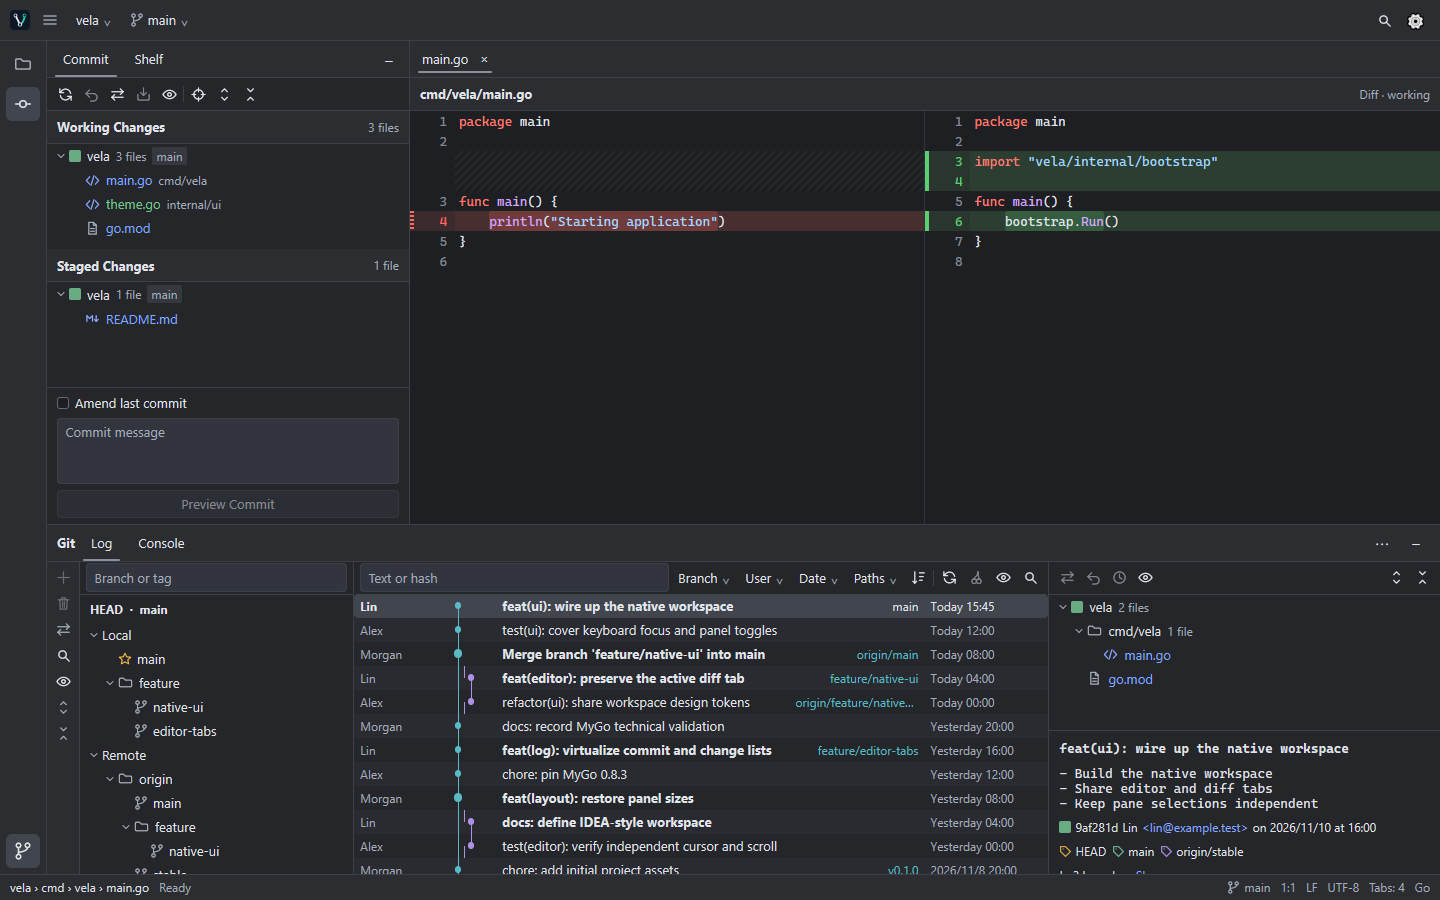 vela main
Commit Shelf
main.go ×
cmd/vela/main.go
Diff · working
Working Changes 3 files
vela 3 files main
main.go cmd/vela
theme.go internal/ui
go.mod
Staged Changes 1 file
vela 1 file main
README.md
Amend last commit
Commit message
Preview Commit
1 package main
2
3 func main() {
4 println("Starting application")
5 }
6
1 package main
2
3 import "vela/internal/bootstrap"
4
5 func main() {
6 bootstrap.Run()
7 }
8
Git Log Console
Branch or tag
HEAD · main
Local
main
feature
native-ui
editor-tabs
Remote
origin
main
feature
native-ui
Text or hash Branch User Date Paths
Lin feat(ui): wire up the native workspace main Today 15:45
Alex test(ui): cover keyboard focus and panel toggles Today 12:00
Morgan Merge branch 'feature/native-ui' into main origin/main Today 08:00
Lin feat(editor): preserve the active diff tab feature/native-ui Today 04:00
Alex refactor(ui): share workspace design tokens origin/feature/native... Today 00:00
Morgan docs: record MyGo technical validation Yesterday 20:00
Lin feat(log): virtualize commit and change lists feature/editor-tabs Yesterday 16:00
Alex chore: pin MyGo 0.8.3 Yesterday 12:00
Morgan feat(layout): restore panel sizes Yesterday 08:00
Lin docs: define IDEA-style workspace Yesterday 04:00
Alex test(editor): verify independent cursor and scroll Yesterday 00:00
Morgan chore: add initial project assets v0.1.0 2026/11/8 20:00
vela 2 files
cmd/vela 1 file
main.go
go.mod
feat(ui): wire up the native workspace
- Build the native workspace
- Share editor and diff tabs
- Keep pane selections independent
9af281d Lin <lin@example.test> on 2026/11/10 at 16:00
HEAD main origin/stable
vela › cmd › vela › main.go Ready
main 1:1 LF UTF-8 Tabs: 4 Go